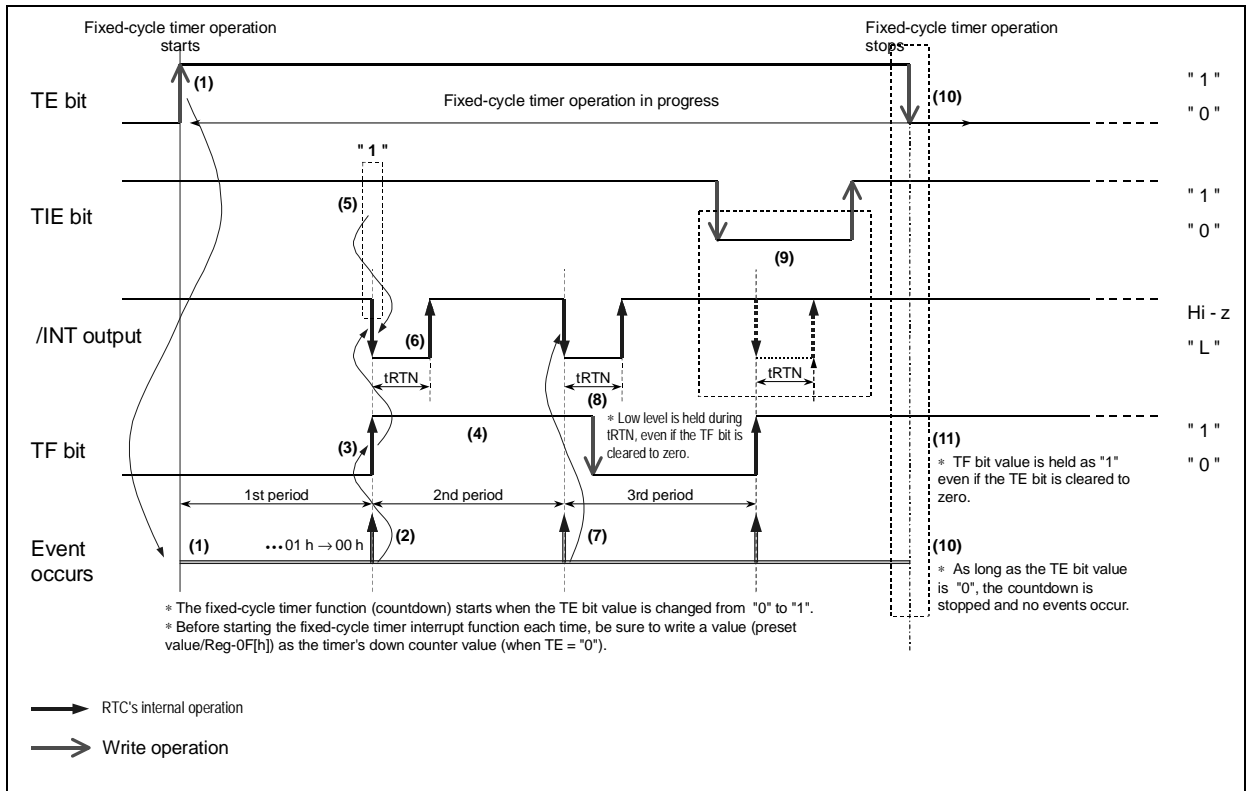 Fixed-cycle timer operation
starts
Fixed-cycle timer operation
stops
TE bit
(1)
Fixed-cycle timer operation in progress
(10)
" 1 "
" 0 "
" 1 "
TIE bit
(5)
(9)
" 1 "
" 0 "
/INT output
(6)
Hi - z
" L "
tRTN
tRTN
tRTN
(8)
* Low level is held during
tRTN, even if the TF bit is
cleared to zero.
TF bit
(3)
(4)
" 1 "
" 0 "
(11)
* TF bit value is held as "1"
even if the TE bit is cleared to
zero.
1st period
2nd period
3rd period
Event
occurs
(1)
•••01 h → 00 h
(2)
(7)
(10)
* As long as the TE bit value
is "0", the countdown is
stopped and no events occur.
* The fixed-cycle timer function (countdown) starts when the TE bit value is changed from "0" to "1".
* Before starting the fixed-cycle timer interrupt function each time, be sure to write a value (preset
value/Reg-0F[h]) as the timer's down counter value (when TE = "0").
RTC's internal operation
Write operation